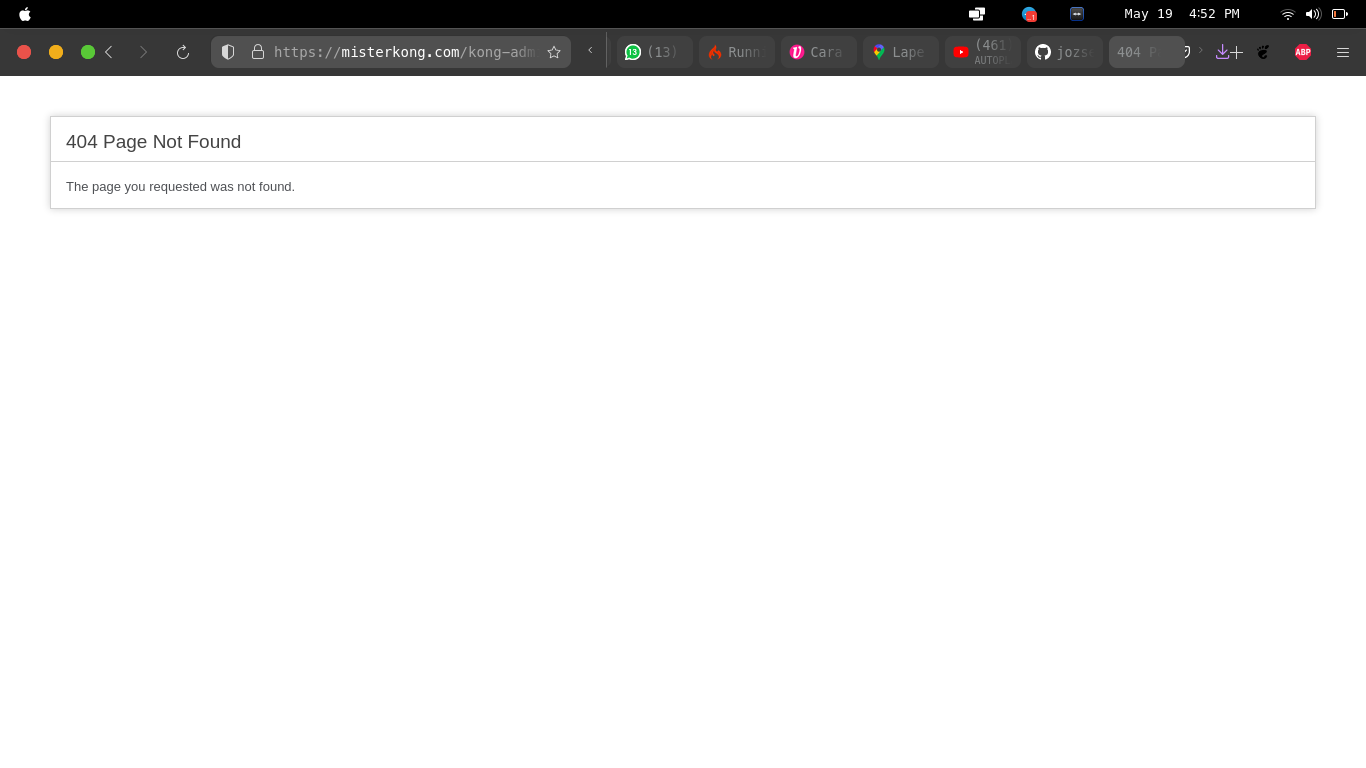 May 19 4:52 PM
https://misterkong.com/kong-adm
(13)
Runn
Cara
Lape
(461
AUTOPL
jozs
404 P
ABP
404 Page Not Found
The page you requested was not found.